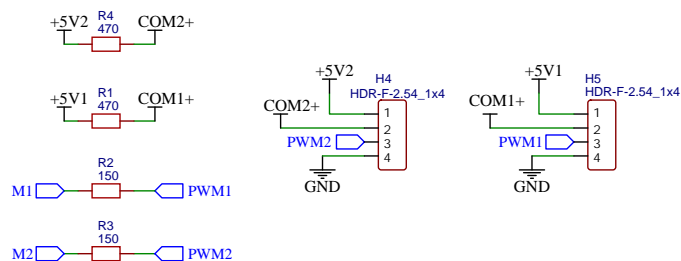 R4
470
+5V2
COM2+
R1
470
+5V1
COM1+
R2
150
M1
PWM1
R3
150
M2
PWM2
+5V2
H4
HDR-F-2.54_1x4
COM2+
1
2
PWM2
3
4
GND
+5V1
H5
HDR-F-2.54_1x4
COM1+
1
2
PWM1
3
4
GND